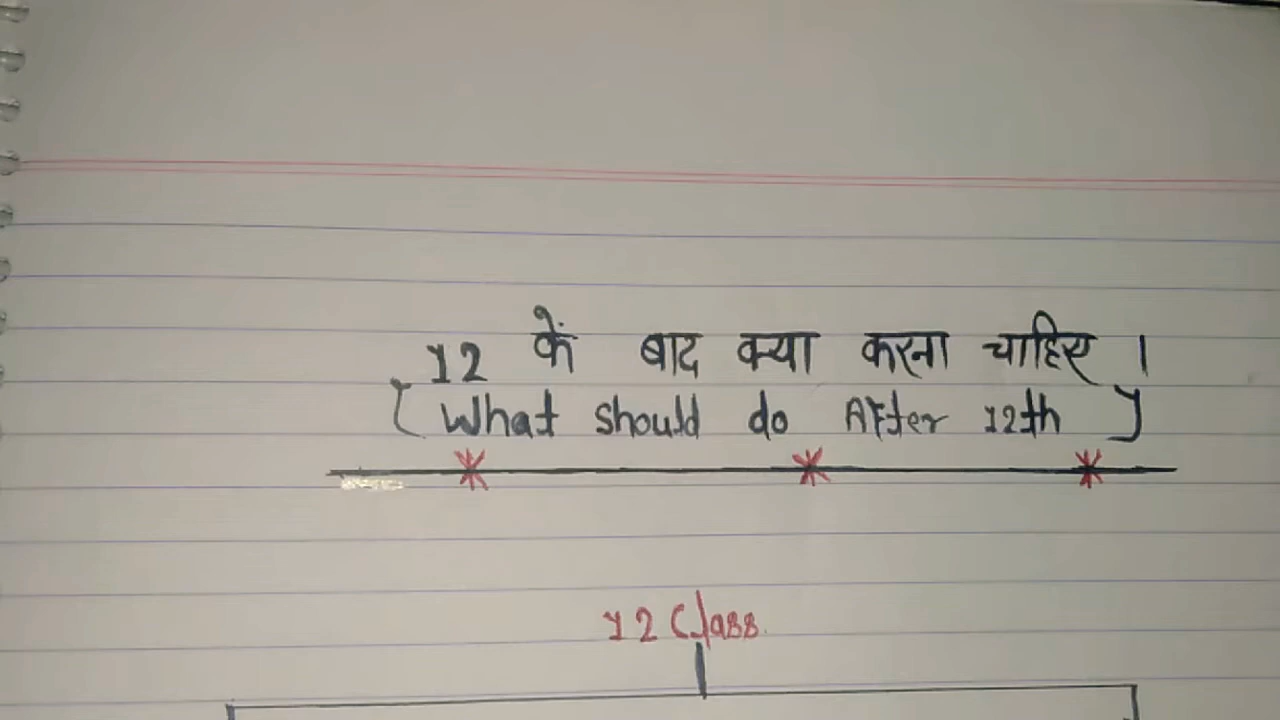 12 कें बाद क्या करना चाहिए ।
( What should do After 12th )
12 Class.